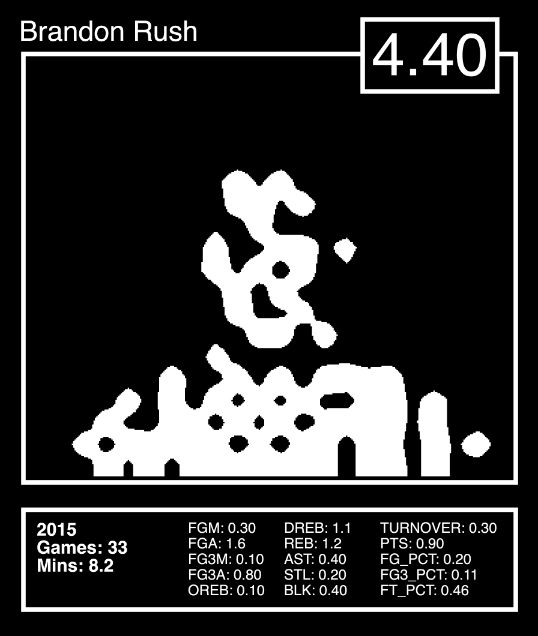 Brandon Rush
4.40
2015
Games: 33
Mins: 8.2
FGM: 0.30
FGA: 1.6
FG3M: 0.10
FG3A: 0.80
OREB: 0.10
DREB: 1.1
REB: 1.2
AST: 0.40
STL: 0.20
BLK: 0.40
TURNOVER: 0.30
PTS: 0.90
FG_PCT: 0.20
FG3_PCT: 0.11
FT_PCT: 0.46